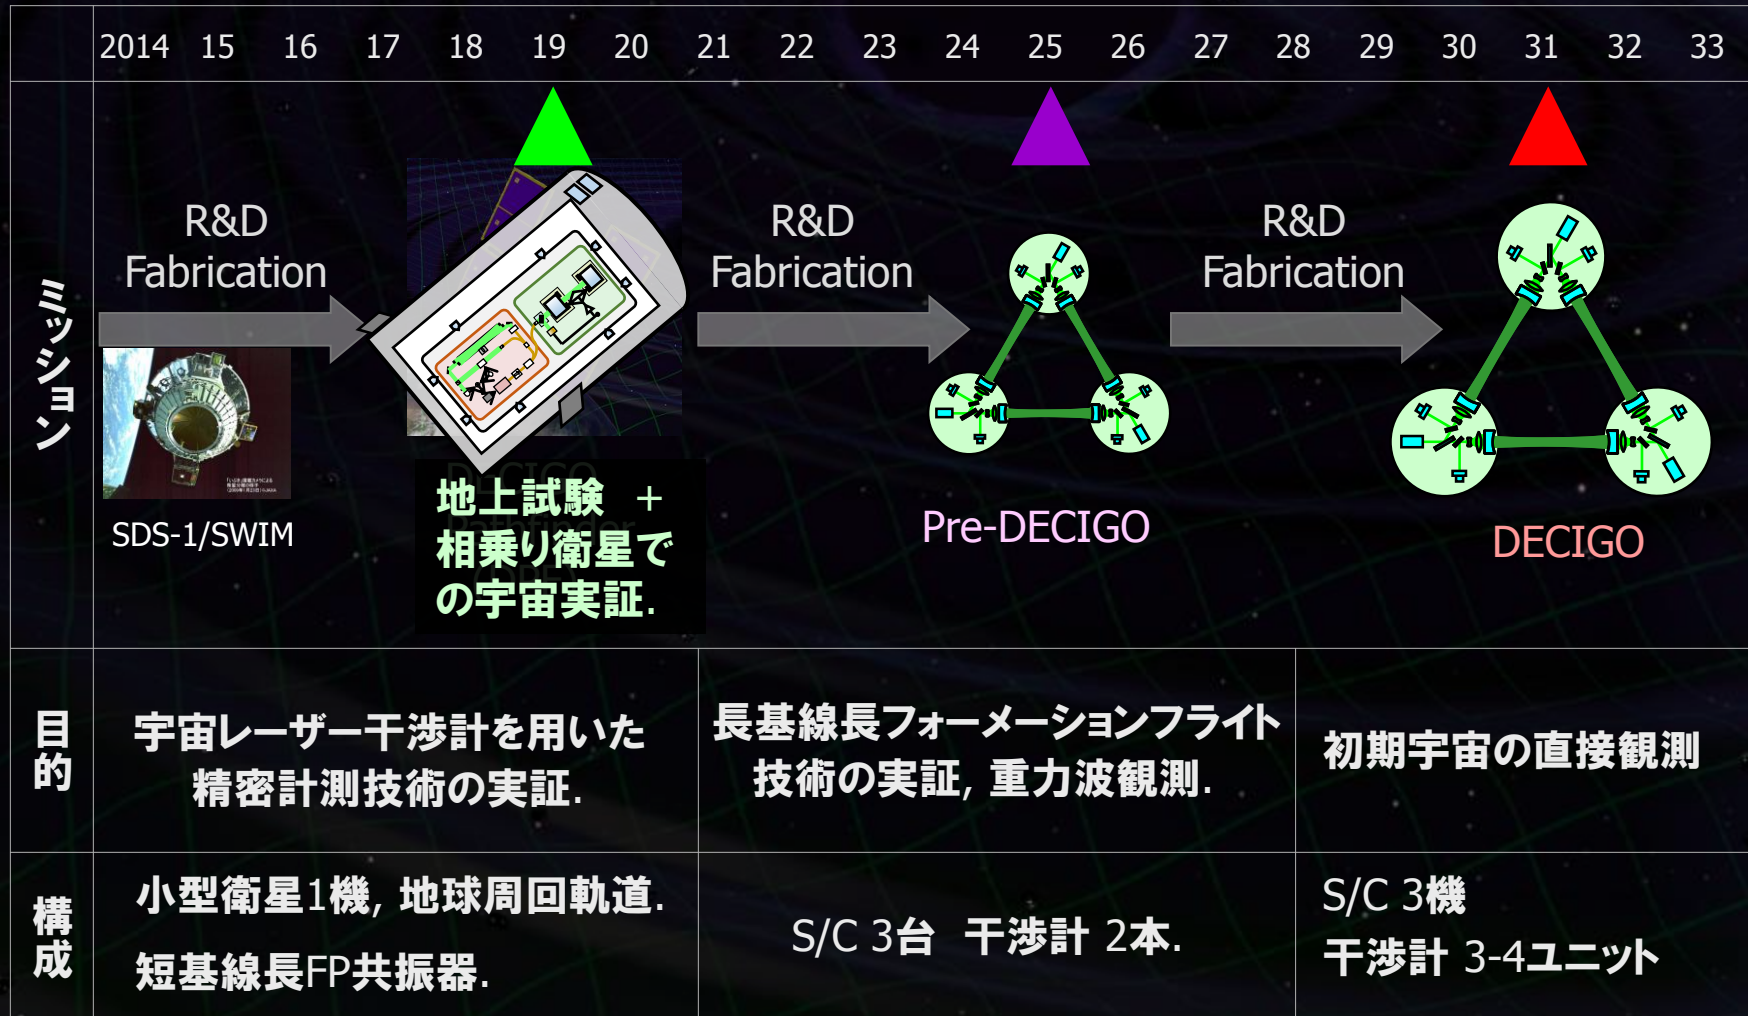 2014 15 16 17 18 19 20 21 22 23 24 25 26 27 28 29 30 31 32 33
ミッション
R&D
Fabrication
R&D
Fabrication
R&D
Fabrication
SDS-1/SWIM
DECIGO
Pathfinder
地上試験 +
相乗り衛星で
の宇宙実証.
Pre-DECIGO
DECIGO
目的
宇宙レーザー干渉計を用いた
精密計測技術の実証.
長基線長フォーメーションフライト
技術の実証, 重力波観測.
初期宇宙の直接観測
構成
小型衛星1機, 地球周回軌道.
短基線長FP共振器.
S/C 3台 干渉計 2本.
S/C 3機
干渉計 3-4ユニット